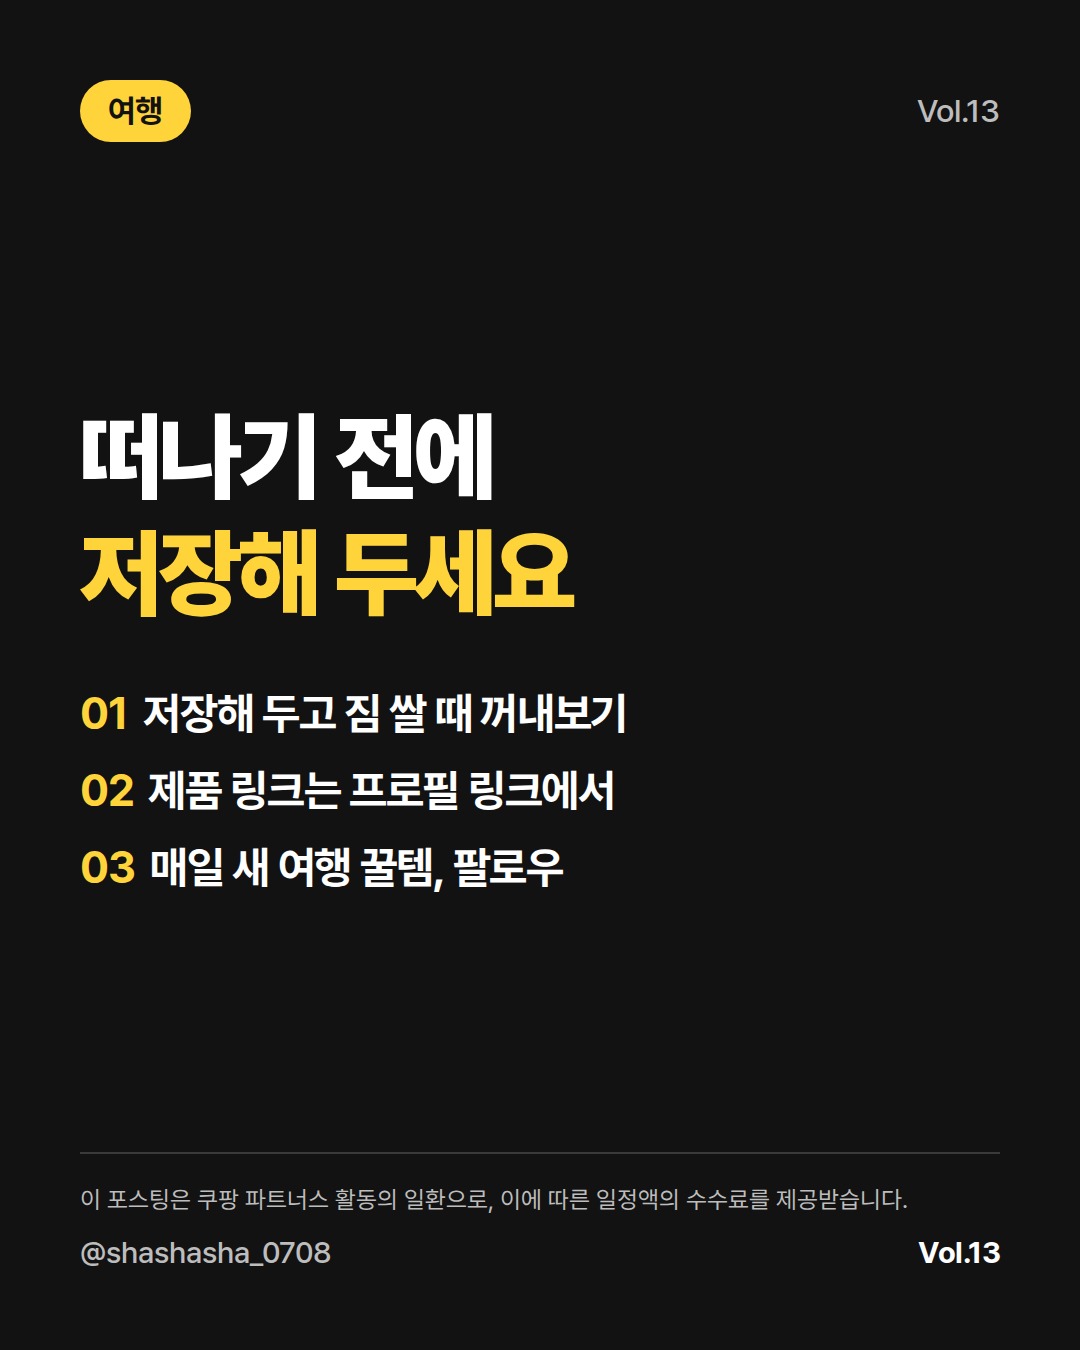 여행
Vol.13
떠나기 전에
저장해 두세요
01 저장해 두고 짐 쌀 때 꺼내보기
02 제품 링크는 프로필 링크에서
03 매일 새 여행 꿀템, 팔로우
이 포스팅은 쿠팡 파트너스 활동의 일환으로, 이에 따른 일정액의 수수료를 제공받습니다.
@shashasha_0708
Vol.13